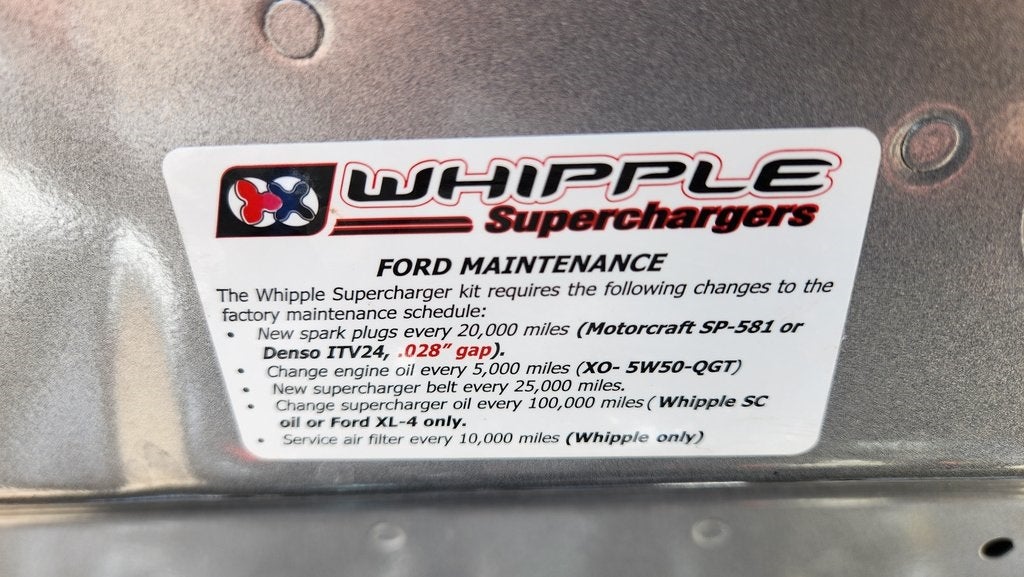 WHIPPLE
Superchargers
FORD MAINTENANCE
The Whipple Supercharger kit requires the following changes to the
factory maintenance schedule:
• New spark plugs every 20,000 miles (Motorcraft SP-581 or
Denso ITV24, .028" gap).
• Change engine oil every 5,000 miles (XO- 5W50-QGT)
• New supercharger belt every 25,000 miles.
• Change supercharger oil every 100,000 miles ( Whipple SC
oil or Ford XL-4 only.
• Service air filter every 10,000 miles (Whipple only)